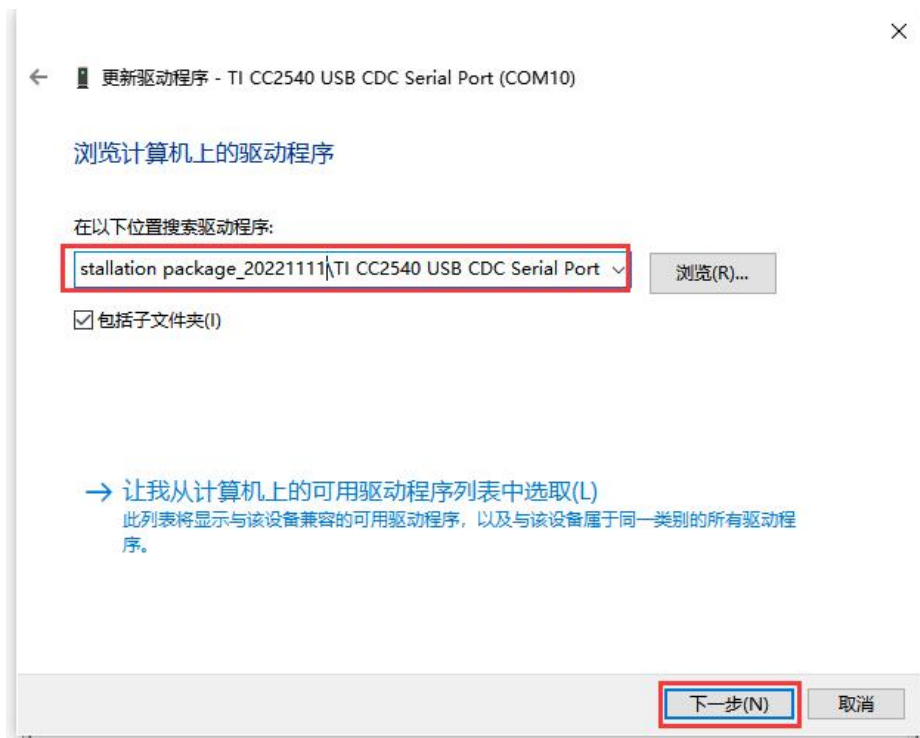 更新驱动程序 - TI CC2540 USB CDC Serial Port (COM10)
浏览计算机上的驱动程序
在以下位置搜索驱动程序:
stallation package_20221111\TI CC2540 USB CDC Serial Port
浏览(R)...
包括子文件夹(I)
→ 让我从计算机上的可用驱动程序列表中选取(L)
此列表将显示与该设备兼容的可用驱动程序，以及与该设备属于同一类别的所有驱动程
序。
下一步(N)
取消